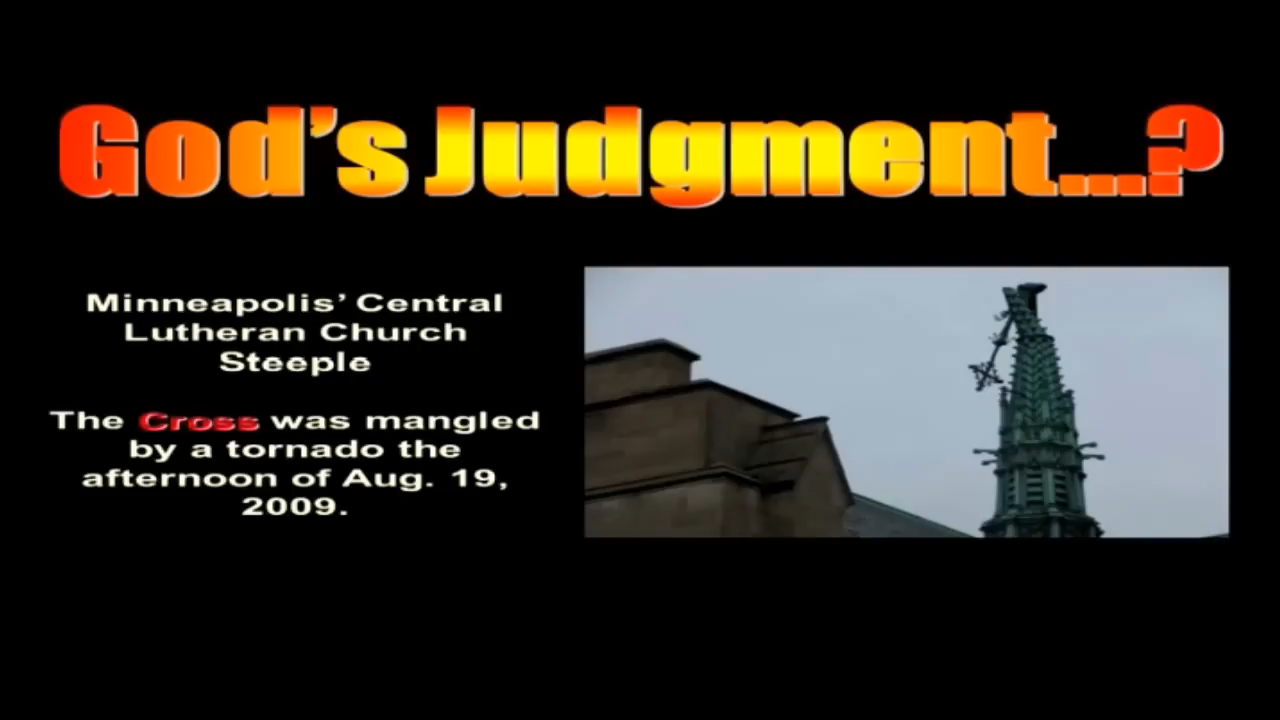 God's Judgment...?
Minneapolis' Central
Lutheran Church
Steeple
The Cross was mangled
by a tornado the
afternoon of Aug. 19,
2009.